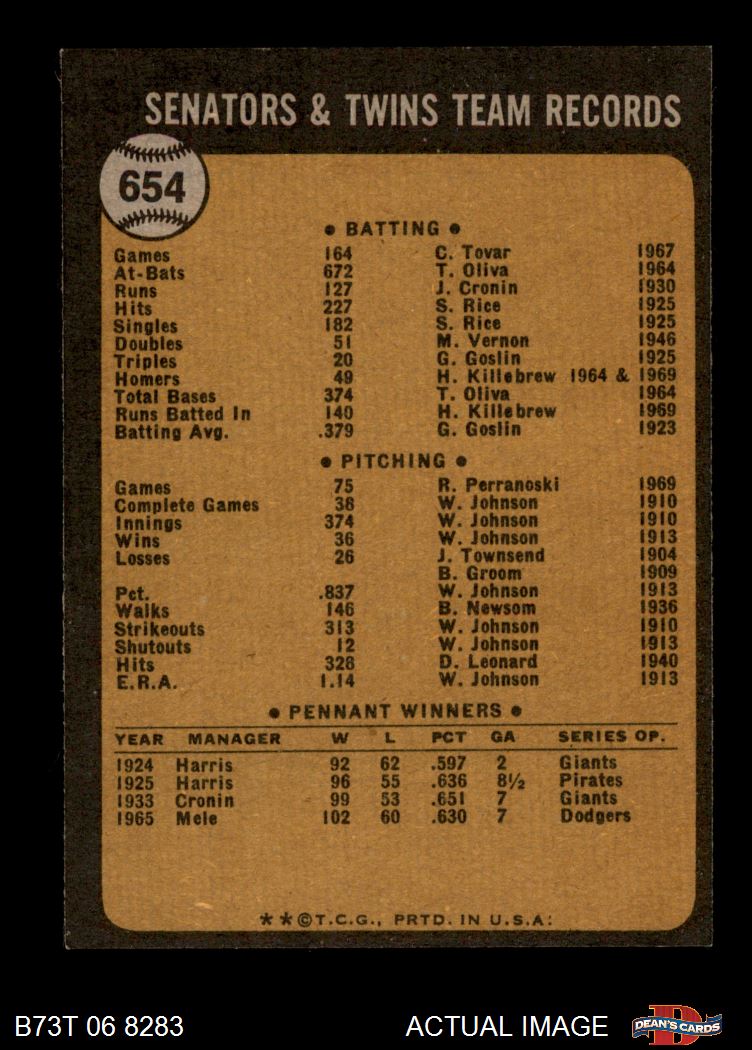 SENATORS & TWINS TEAM RECORDS
654
• BATTING •
Games 164 C. Tovar 1967
At-Bats 672 T. Oliva 1964
Runs 127 J. Cronin 1930
Hits 227 S. Rice 1925
Singles 182 S. Rice 1925
Doubles 51 M. Vernon 1946
Triples 20 G. Goslin 1925
Homers 49 H. Killebrew 1964 & 1969
Total Bases 374 T. Oliva 1964
Runs Batted In 140 H. Killebrew 1969
Batting Avg. .379 G. Goslin 1923
• PITCHING •
Games 75 R. Perranoski 1969
Complete Games 38 W. Johnson 1910
Innings 374 W. Johnson 1910
Wins 36 W. Johnson 1913
Losses 26 J. Townsend 1904
B. Groom 1909
Pct. .837 W. Johnson 1913
Walks 146 B. Newsom 1936
Strikeouts 313 W. Johnson 1910
Shutouts 12 W. Johnson 1913
Hits 328 D. Leonard 1940
E.R.A. 1.14 W. Johnson 1913
• PENNANT WINNERS •
YEAR MANAGER W L PCT GA SERIES OP.
1924 Harris 92 62 .597 2 Giants
1925 Harris 96 55 .636 8½ Pirates
1933 Cronin 99 53 .651 7 Giants
1965 Mele 102 60 .630 7 Dodgers
**©T.C.G., PRTD. IN U.S.A.
B73T 06 8283 ACTUAL IMAGE DEAN'S CARDS